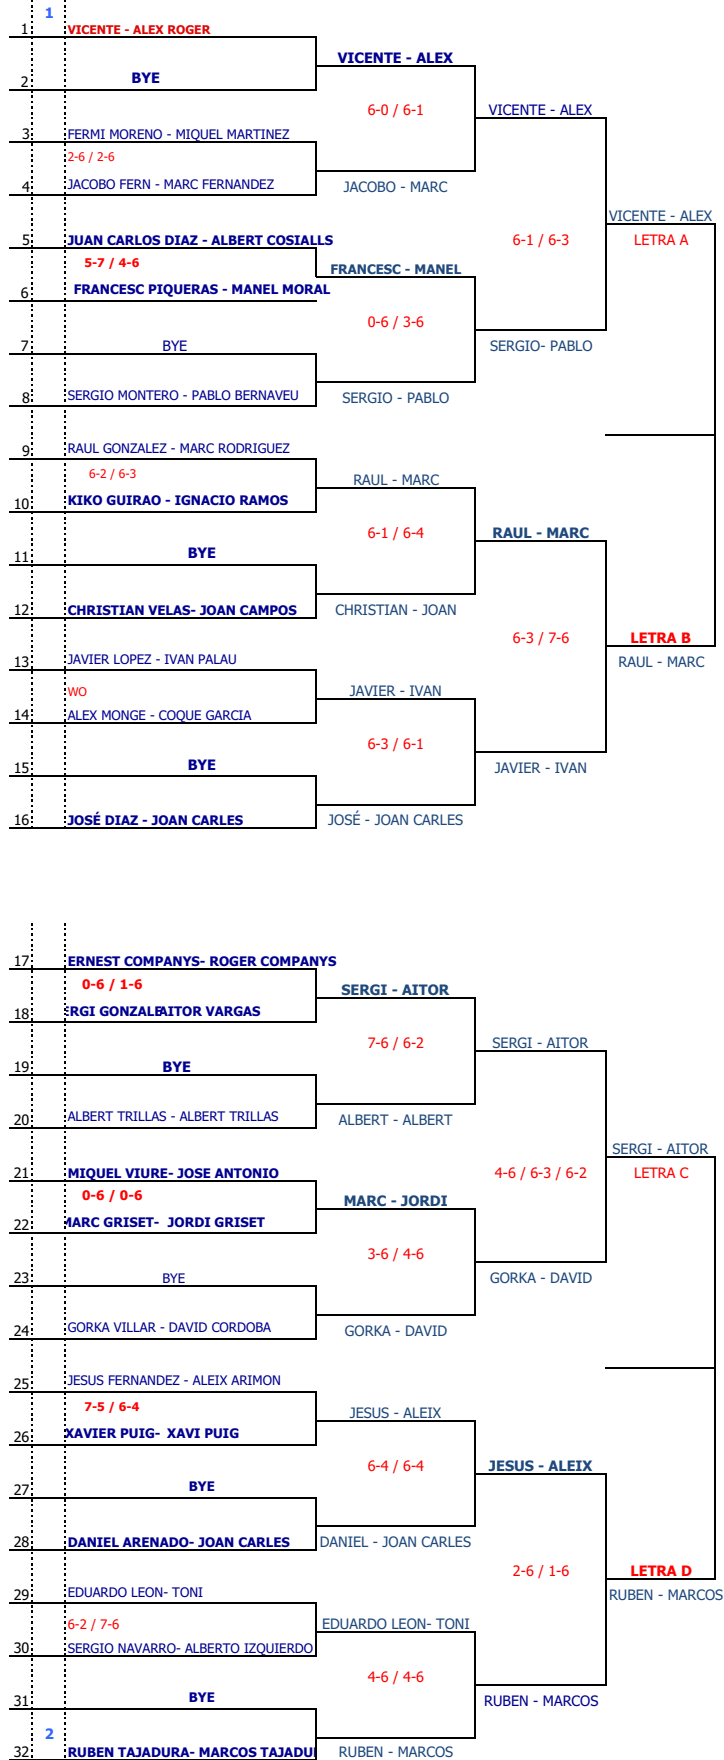 1
1 VICENTE - ALEX ROGER
VICENTE - ALEX
2 BYE
6-0 / 6-1
VICENTE - ALEX
3 FERMI MORENO - MIQUEL MARTINEZ
2-6 / 2-6
4 JACOBO FERN - MARC FERNANDEZ
JACOBO - MARC
VICENTE - ALEX
5 JUAN CARLOS DIAZ - ALBERT COSIALLS
6-1 / 6-3
LETRA A
5-7 / 4-6
FRANCESC - MANEL
6 FRANCESC PIQUERAS - MANEL MORAL
0-6 / 3-6
7 BYE
SERGIO- PABLO
8 SERGIO MONTERO - PABLO BERNAVEU
SERGIO - PABLO
9 RAUL GONZALEZ - MARC RODRIGUEZ
6-2 / 6-3
RAUL - MARC
10 KIKO GUIRAO - IGNACIO RAMOS
6-1 / 6-4
RAUL - MARC
11 BYE
12 CHRISTIAN VELAS- JOAN CAMPOS
CHRISTIAN - JOAN
6-3 / 7-6
LETRA B
13 JAVIER LOPEZ - IVAN PALAU
RAUL - MARC
WO
JAVIER - IVAN
14 ALEX MONGE - COQUE GARCIA
6-3 / 6-1
15 BYE
JAVIER - IVAN
16 JOSÉ DIAZ - JOAN CARLES
JOSÉ - JOAN CARLES
17 ERNEST COMPANYS- ROGER COMPANYS
0-6 / 1-6
SERGI - AITOR
18 RGI GONZALE AITOR VARGAS
7-6 / 6-2
SERGI - AITOR
19 BYE
20 ALBERT TRILLAS - ALBERT TRILLAS
ALBERT - ALBERT
SERGI - AITOR
21 MIQUEL VIURE- JOSE ANTONIO
4-6 / 6-3 / 6-2
LETRA C
0-6 / 0-6
MARC - JORDI
22 MARC GRISET- JORDI GRISET
3-6 / 4-6
23 BYE
GORKA - DAVID
24 GORKA VILLAR - DAVID CORDOBA
GORKA - DAVID
25 JESUS FERNANDEZ - ALEIX ARIMON
7-5 / 6-4
JESUS - ALEIX
26 XAVIER PUIG- XAVI PUIG
6-4 / 6-4
JESUS - ALEIX
27 BYE
28 DANIEL ARENADO- JOAN CARLES
DANIEL - JOAN CARLES
2-6 / 1-6
LETRA D
29 EDUARDO LEON- TONI
RUBEN - MARCOS
6-2 / 7-6
EDUARDO LEON- TONI
30 SERGIO NAVARRO- ALBERTO IZQUIERDO
4-6 / 4-6
31 BYE
RUBEN - MARCOS
2
32 RUBEN TAJADURA- MARCOS TAJADU
RUBEN - MARCOS